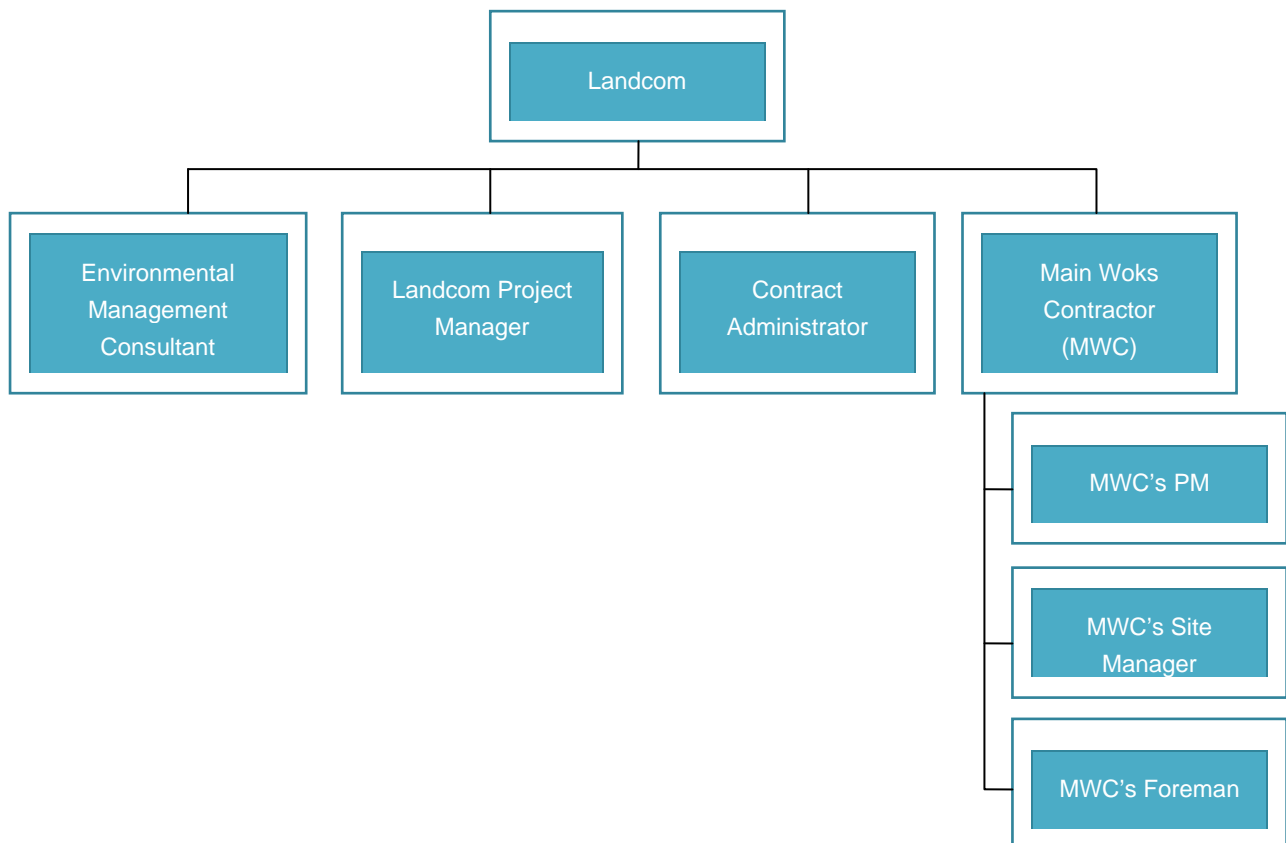 Landcom
Environmental
Management
Consultant
Landcom Project
Manager
Contract
Administrator
Main Woks
Contractor
(MWC)
MWC’s PM
MWC’s Site
Manager
MWC’s Foreman